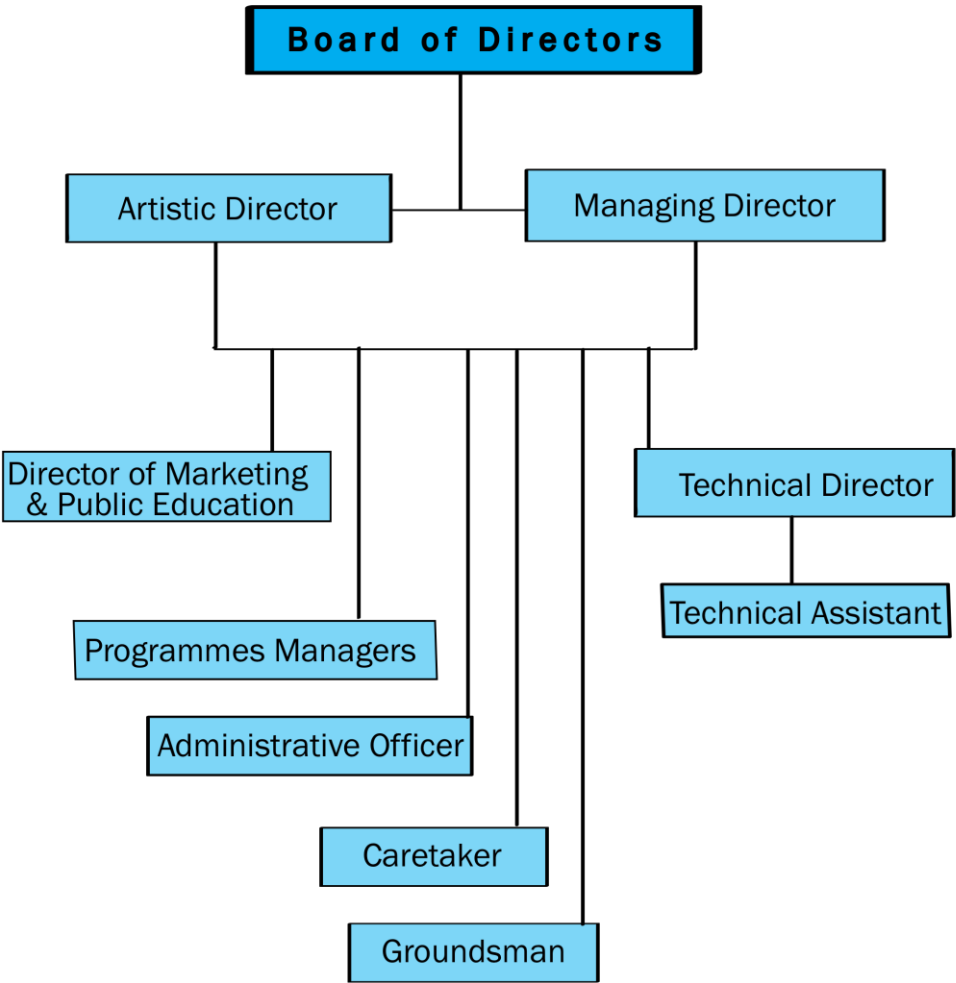 Board of Directors
Artistic Director
Managing Director
Director of Marketing
& Public Education
Technical Director
Technical Assistant
Programmes Managers
Administrative Officer
Caretaker
Groundsman